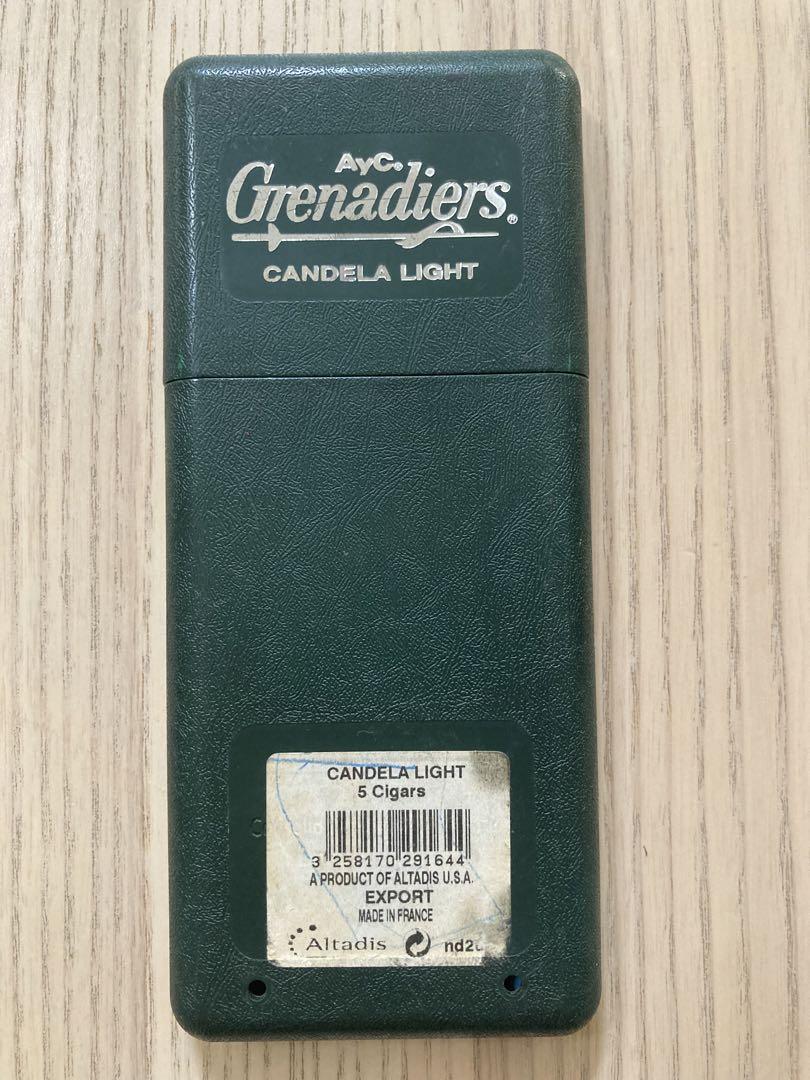 AyC.
Grenadiers®
CANDELA LIGHT
CANDELA LIGHT
5 Cigars
3 258170 291644
A PRODUCT OF ALTADIS U.S.A.
EXPORT
MADE IN FRANCE
Altadis